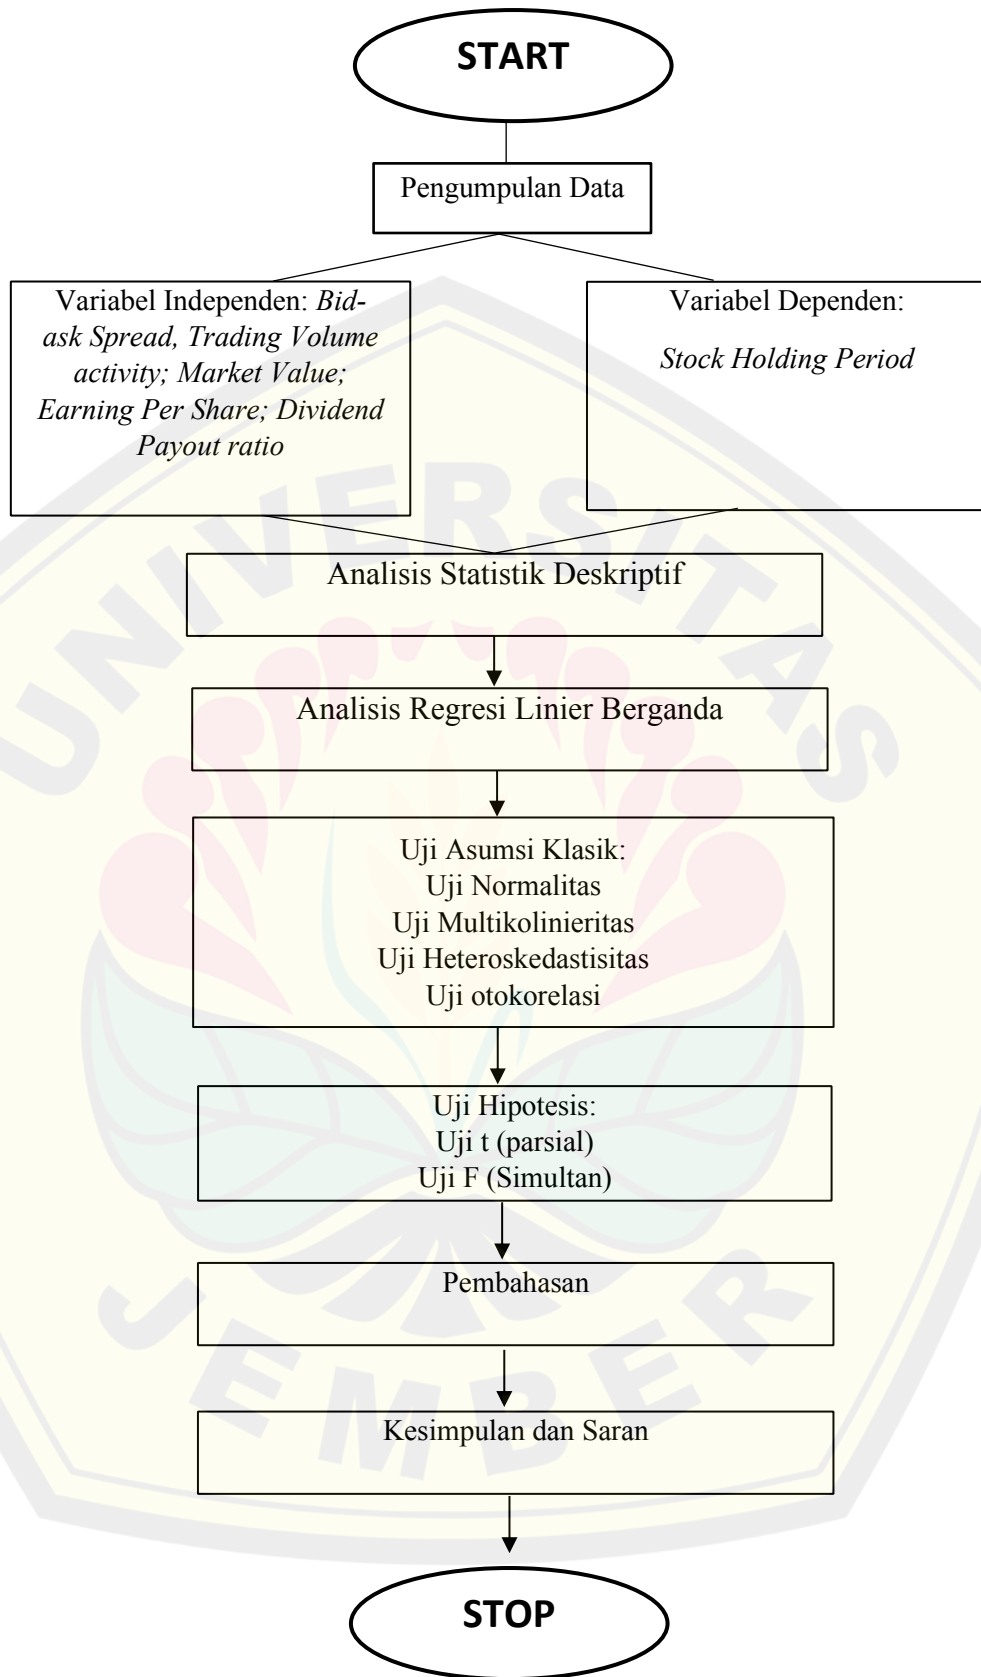 START
Pengumpulan Data
Variabel Independen: Bid-
ask Spread, Trading Volume
activity; Market Value;
Earning Per Share; Dividend
Payout ratio
Variabel Dependen:
Stock Holding Period
Analisis Statistik Deskriptif
Analisis Regresi Linier Berganda
Uji Asumsi Klasik:
Uji Normalitas
Uji Multikolinieritas
Uji Heteroskedastisitas
Uji otokorelasi
Uji Hipotesis:
Uji t (parsial)
Uji F (Simultan)
Pembahasan
Kesimpulan dan Saran
STOP
UNIVERSITAS
JEMBER